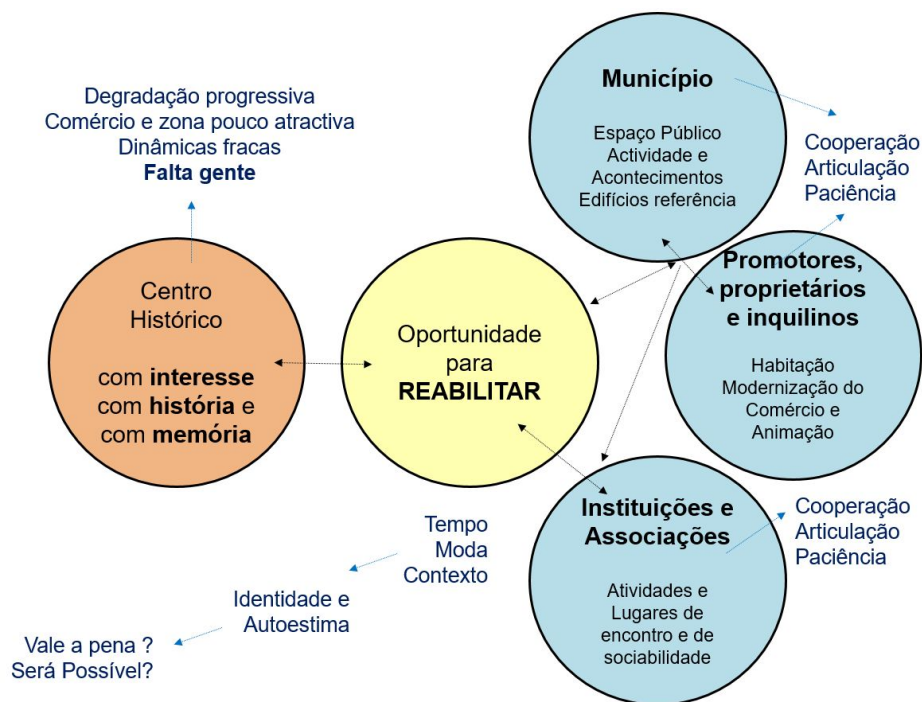 Degradação progressiva
Comércio e zona pouco atractiva
Dinâmicas fracas
Falta gente
Centro
Histórico
com interesse
com história e
com memória
Oportunidade
para
REABILITAR
Município
Espaço Público
Actividade e
Acontecimentos
Edifícios referência
Cooperação
Articulação
Paciência
Promotores,
proprietários
e inquilinos
Habitação
Modernização do
Comércio e
Animação
Instituições e
Associações
Atividades e
Lugares de
encontro e de
sociabilidade
Cooperação
Articulação
Paciência
Tempo
Moda
Contexto
Identidade e
Autoestima
Vale a pena ?
Será Possível?